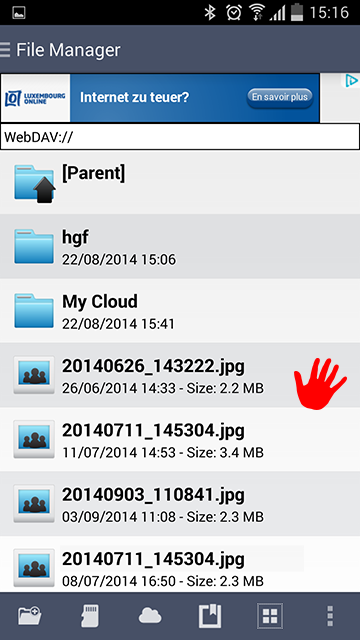 15:16
File Manager
LUXEMBOURG
ONLINE
Internet zu teuer?
En savoir plus
WebDAV://
[Parent]
hgf
22/08/2014 15:06
My Cloud
22/08/2014 15:41
20140626_143222.jpg
26/06/2014 14:33 - Size: 2.2 MB
20140711_145304.jpg
11/07/2014 14:53 - Size: 3.4 MB
20140903_110841.jpg
03/09/2014 11:08 - Size: 2.3 MB
20140711_145304.jpg
08/07/2014 16:50 - Size: 2.3 MB